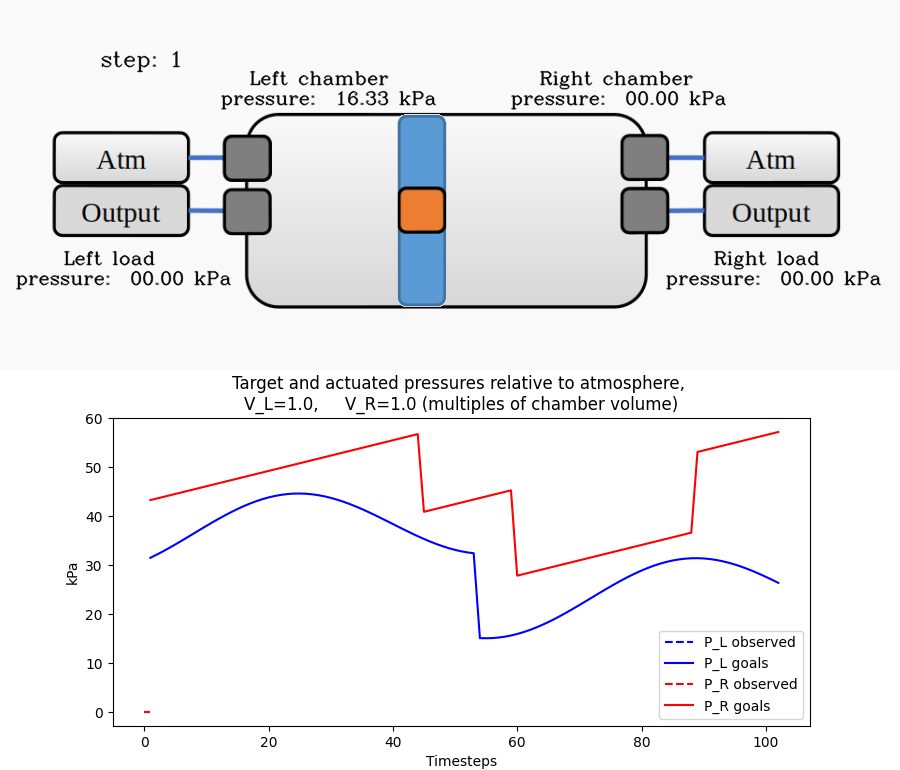 step: 1
Left chamber
pressure: 16.33 kPa
Right chamber
pressure: 00.00 kPa
Atm
Output
Left load
pressure: 00.00 kPa
Atm
Output
Right load
pressure: 00.00 kPa
Target and actuated pressures relative to atmosphere,
V_L=1.0, V_R=1.0 (multiples of chamber volume)
60
50
40
30
20
10
0
kPa
0 20 40 60 80 100
Timesteps
P_L observed
P_L goals
P_R observed
P_R goals